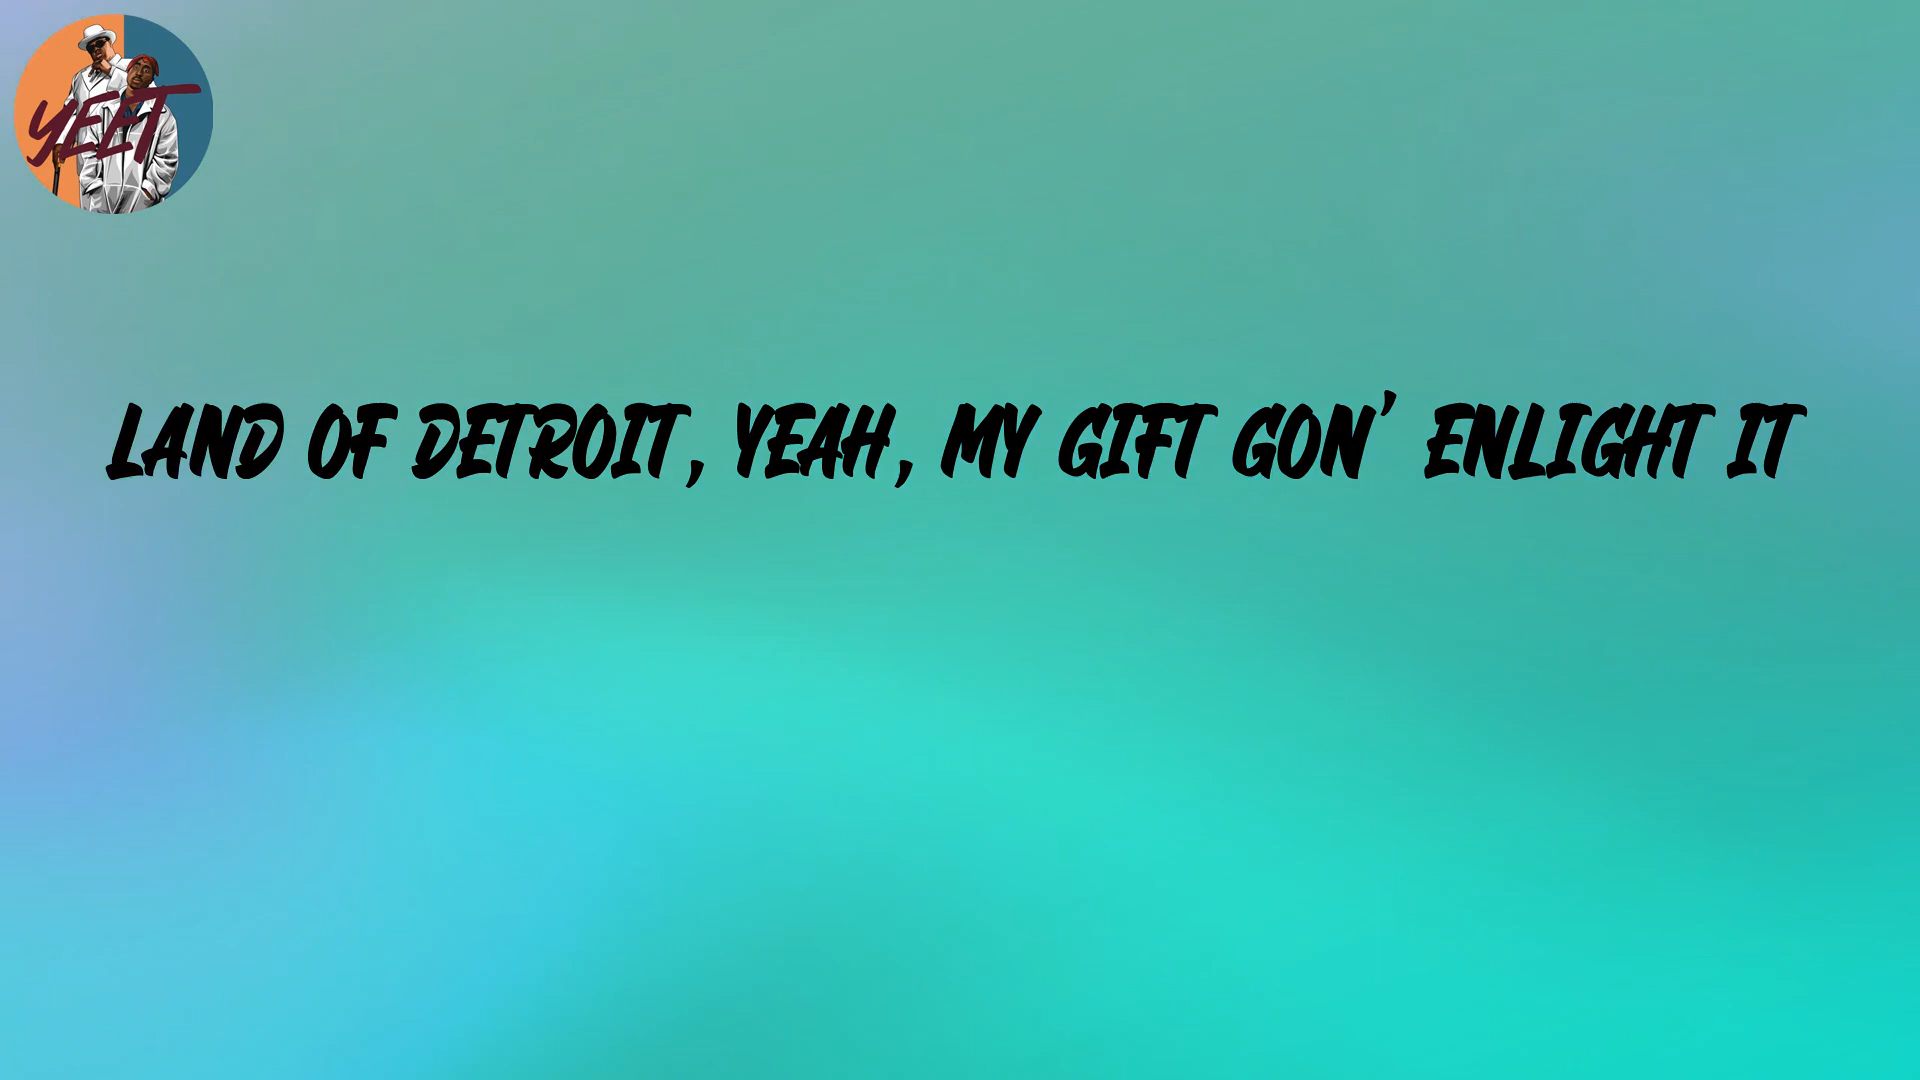 YEET
LAND OF DETROIT, YEAH, MY GIFT GON' ENLIGHT IT